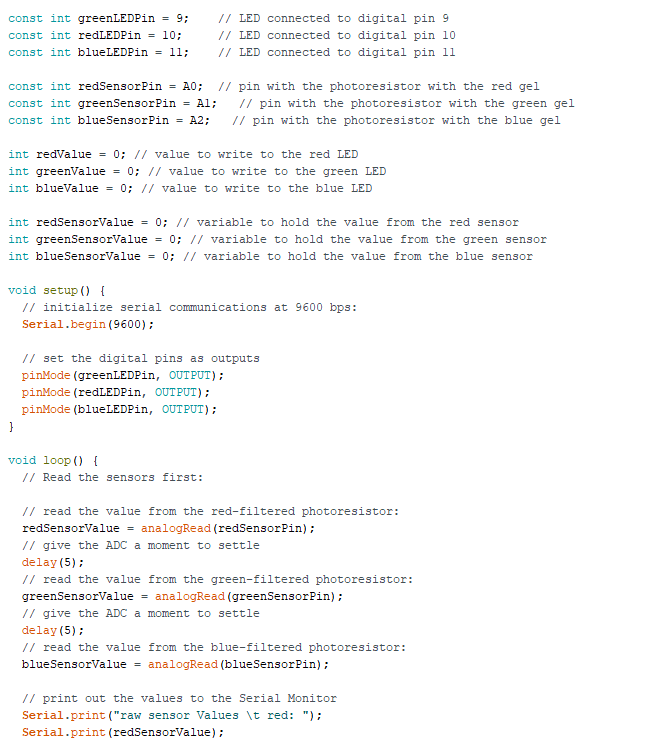 const int greenLEDPin = 9;    // LED connected to digital pin 9
const int redLEDPin = 10;     // LED connected to digital pin 10
const int blueLEDPin = 11;    // LED connected to digital pin 11

const int redSensorPin = A0;  // pin with the photoresistor with the red gel
const int greenSensorPin = A1;   // pin with the photoresistor with the green gel
const int blueSensorPin = A2;   // pin with the photoresistor with the blue gel

int redValue = 0; // value to write to the red LED
int greenValue = 0; // value to write to the green LED
int blueValue = 0; // value to write to the blue LED

int redSensorValue = 0; // variable to hold the value from the red sensor
int greenSensorValue = 0; // variable to hold the value from the green sensor
int blueSensorValue = 0; // variable to hold the value from the blue sensor

void setup() {
  // initialize serial communications at 9600 bps:
  Serial.begin(9600);

  // set the digital pins as outputs
  pinMode(greenLEDPin, OUTPUT);
  pinMode(redLEDPin, OUTPUT);
  pinMode(blueLEDPin, OUTPUT);
}

void loop() {
  // Read the sensors first:

  // read the value from the red-filtered photoresistor:
  redSensorValue = analogRead(redSensorPin);
  // give the ADC a moment to settle
  delay(5);
  // read the value from the green-filtered photoresistor:
  greenSensorValue = analogRead(greenSensorPin);
  // give the ADC a moment to settle
  delay(5);
  // read the value from the blue-filtered photoresistor:
  blueSensorValue = analogRead(blueSensorPin);

  // print out the values to the Serial Monitor
  Serial.print("raw sensor Values \t red: ");
  Serial.print(redSensorValue);